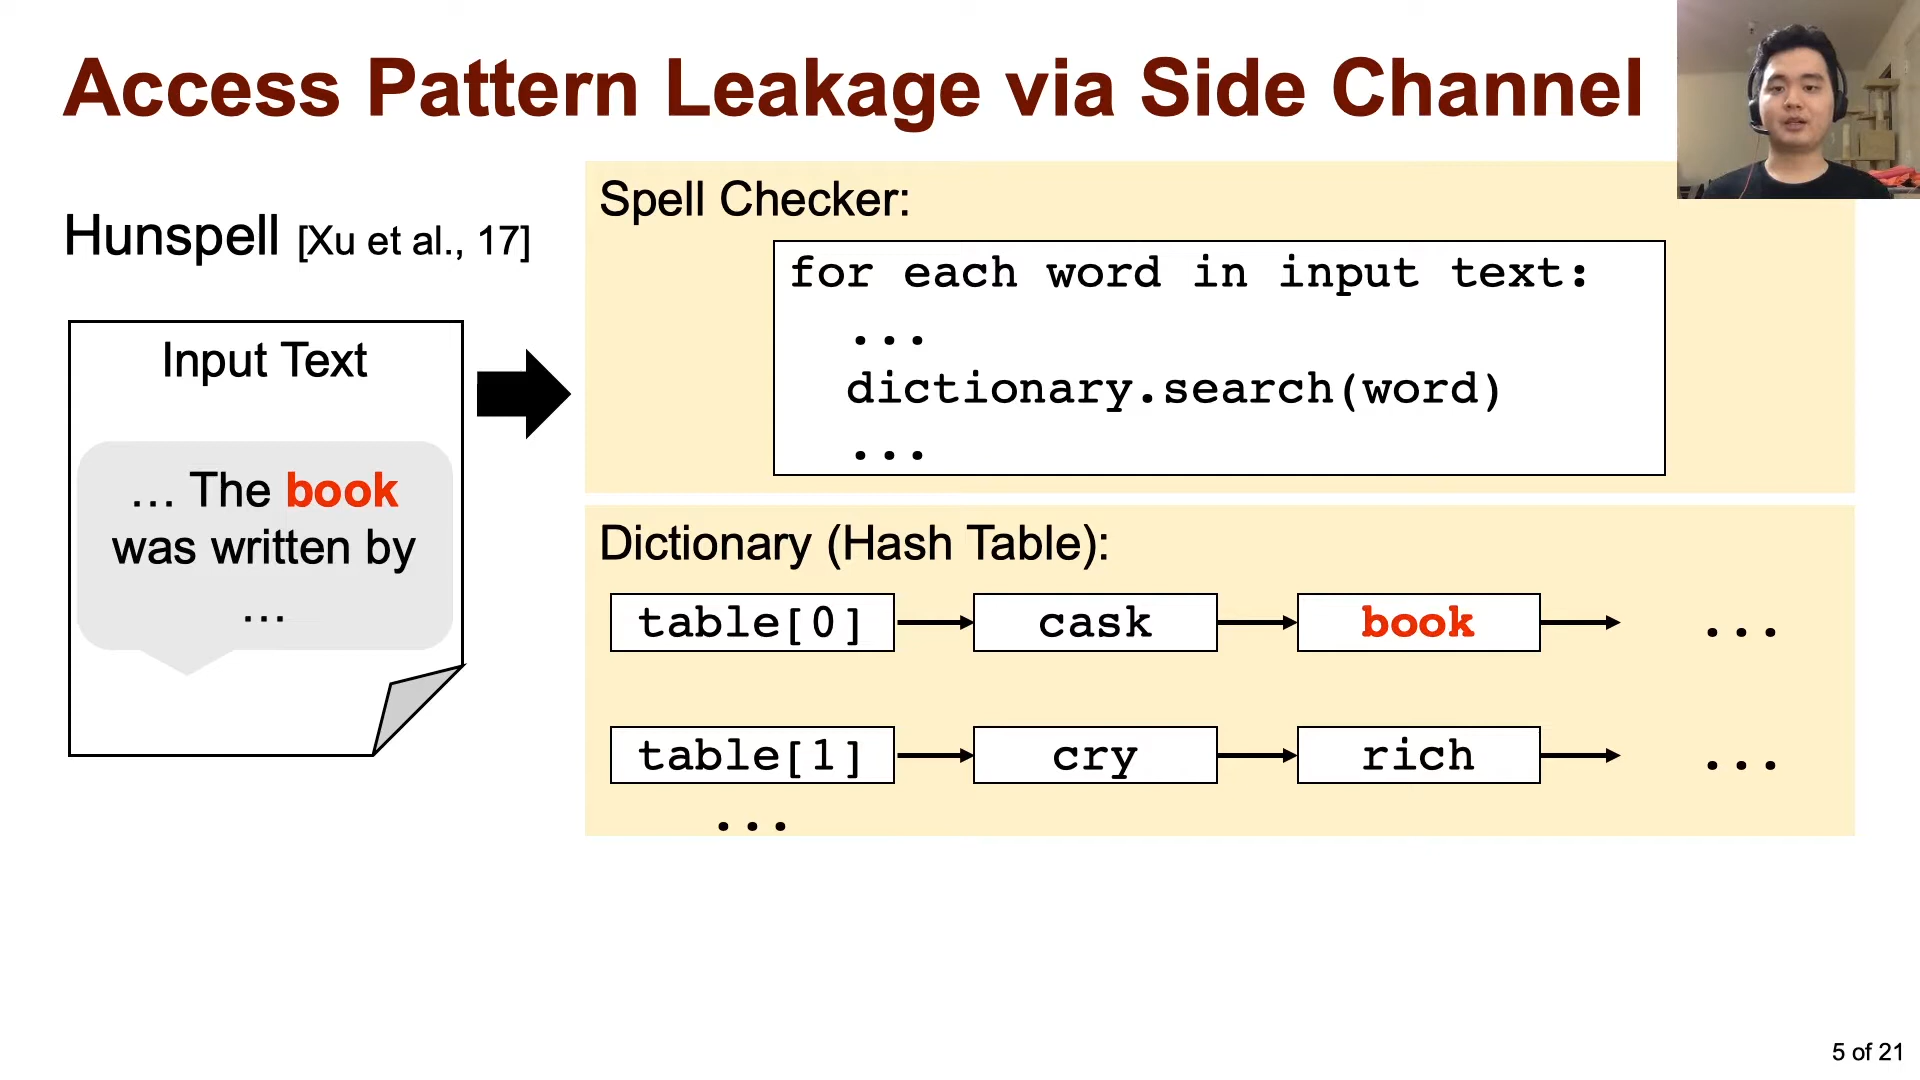 Access Pattern Leakage via Side Channel
Hunspell [Xu et al., 17]
Input Text
… The book
was written by
…
Spell Checker:
for each word in input text:
...
dictionary.search(word)
...
Dictionary (Hash Table):
table[0] cask book ...
table[1] cry rich ...
...
5 of 21